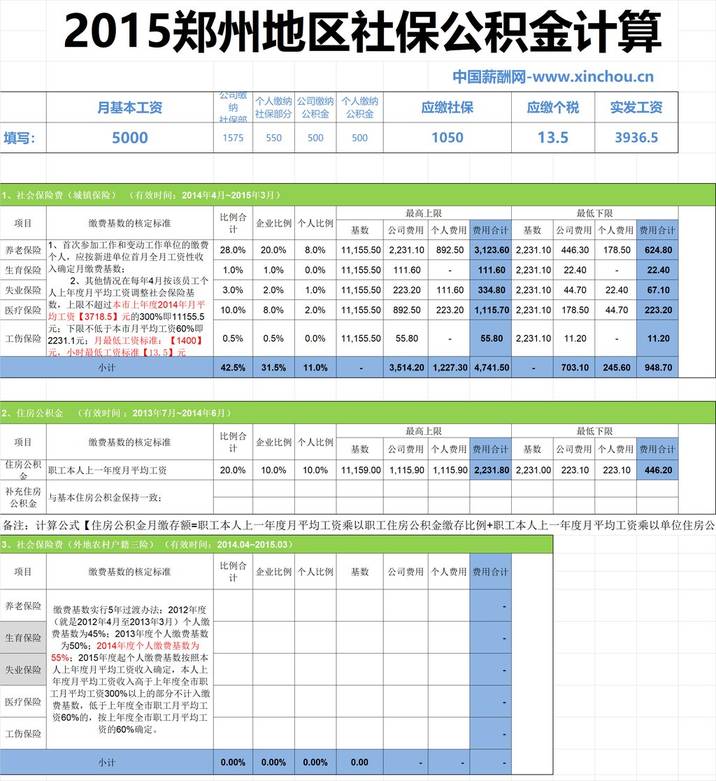 2015郑州地区社保公积金计算
中国薪酬网-www.xinchou.cn
月基本工资 公司缴纳社保部 个人缴纳社保部分 公司缴纳公积金 个人缴纳公积金 应缴社保 应缴个税 实发工资
填写： 5000 1575 550 500 500 1050 13.5 3936.5
1、社会保险费（城镇保险） （有效时间：2014年4月~2015年3月）
项目 缴费基数的核定标准 比例合计 企业比例 个人比例 最高上限 最低下限
基数 公司费用 个人费用 费用合计 基数 公司费用 个人费用 费用合计
1、首次参加工作和变动工作单位的缴费
个人，应按新进单位首月全月工资性收
入确定月缴费基数；
2、其他情况在每年4月按该员工个
人上年度月平均工资调整社会保险基
数，上限不超过本市上年度2014年月平
均工资【3718.5】元的300%即11155.5
元；下限不低于本市月平均工资60%即
2231.1元；月最低工资标准：【1400】
元，小时最低工资标准【13.5】元
养老保险 28.0% 20.0% 8.0% 11,155.50 2,231.10 892.50 3,123.60 2,231.10 446.30 178.50 624.80
生育保险 1.0% 1.0% 0.0% 11,155.50 111.60 - 111.60 2,231.10 22.40 - 22.40
失业保险 3.0% 2.0% 1.0% 11,155.50 223.20 111.60 334.80 2,231.10 44.70 22.40 67.10
医疗保险 10.0% 8.0% 2.0% 11,155.50 892.50 223.20 1,115.70 2,231.10 178.50 44.70 223.20
工伤保险 0.5% 0.5% 0.0% 11,155.50 55.80 - 55.80 2,231.10 11.20 - 11.20
小计 42.5% 31.5% 11.0% - 3,514.20 1,227.30 4,741.50 - 703.10 245.60 948.70
2、住房公积金 （有效时间：2013年7月~2014年6月）
项目 缴费基数的核定标准 比例合计 企业比例 个人比例 最高上限 最低下限
基数 公司费用 个人费用 费用合计 基数 公司费用 个人费用 费用合计
住房公积金 职工本人上一年度月平均工资 20.0% 10.0% 10.0% 11,159.00 1,115.90 1,115.90 2,231.80 2,231.00 223.10 223.10 446.20
补充住房公积金 与基本住房公积金保持一致；
备注：计算公式【住房公积金月缴存额=职工本人上一年度月平均工资乘以职工住房公积金缴存比例+职工本人上一年度月平均工资乘以单位住房公
3、社会保险费（外地农村户籍三险） （有效时间：2014.04~2015.03）
项目 缴费基数的核定标准 比例合计 企业比例 个人比例 基数 公司费用 个人费用 费用合计
缴费基数实行5年过渡办法：2012年度
（就是2012年4月至2013年3月）个人缴
费基数为45%；2013年度个人缴费基数
为50%；2014年度个人缴费基数为
55%；2015年度起个人缴费基数按照本
人上年度月平均工资收入确定，本人上
年度月平均工资收入高于上年度全市职
工月平均工资300%以上的部分不计入缴
费基数，低于上年度全市职工月平均工
资60%的，按上年度全市职工月平均工
资的60%确定。
养老保险 -
生育保险 -
失业保险 -
医疗保险 -
工伤保险 -
小计 0.00% 0.00% 0.00% 0.00 - - -